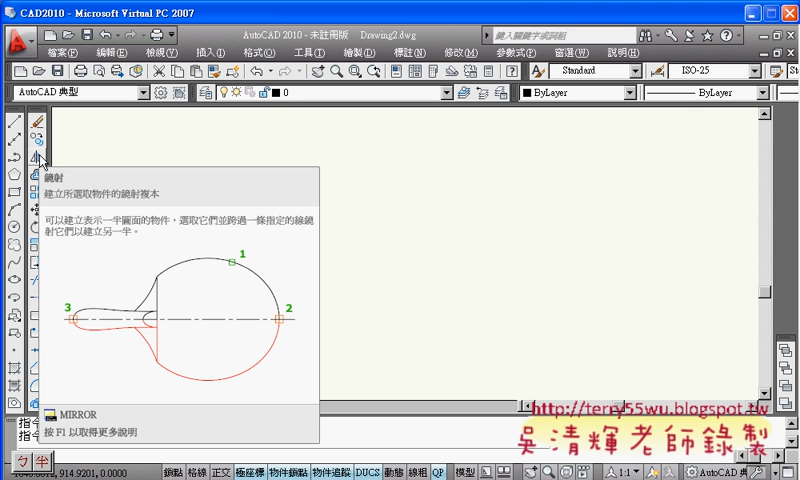 CAD2010 - Microsoft Virtual PC 2007
AutoCAD 2010 - 未註冊版 Drawing2.dwg
鍵入關鍵字或詞組
檔案(F) 編輯(E) 檢視(V) 插入(I) 格式(O) 工具(T) 繪製(D) 標註(N) 修改(M) 參數式(P) 視窗(W) 說明(H)
Standard ISO-25
AutoCAD 典型 0 ByLayer ByLayer
鏡射
建立所選取物件的鏡射複本
可以建立表示一半圖面的物件，選取它們並跨過一條指定的線鏡
射它們以建立另一半。
1
3 2
MIRROR
按 F1 以取得更多說明
http://terry55wu.blogspot.tw
吳清輝老師錄製
指令
指令
914.9201, 0.0000 鎖點 格線 正交 極座標 物件鎖點 物件追蹤 DUCS 動態 線粗 QP 模型 1:1 AutoCAD 典